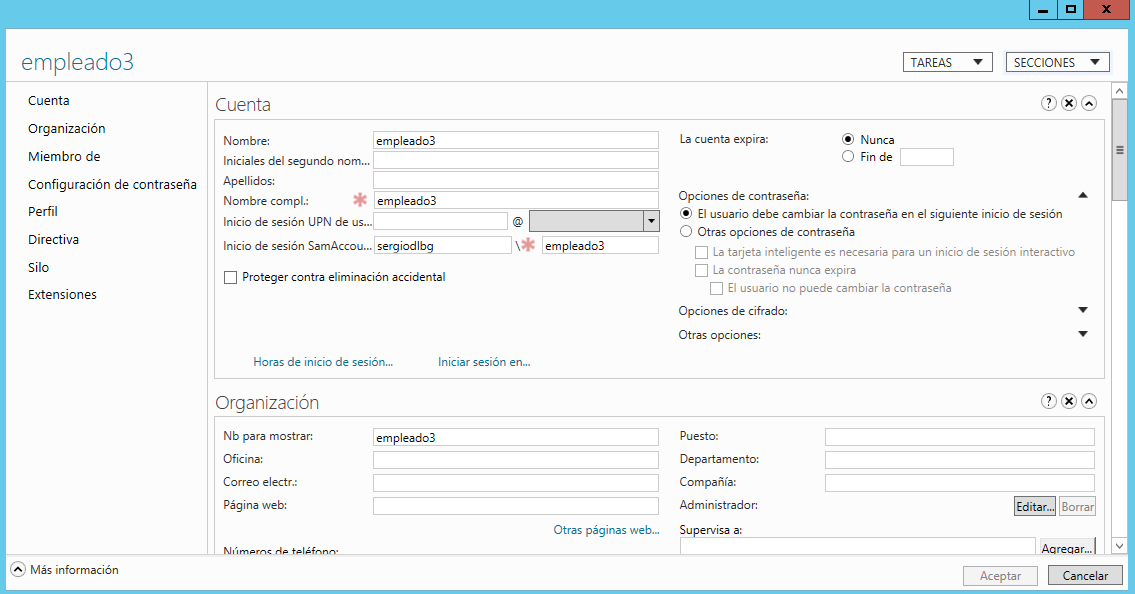 empleado3
TAREAS
SECCIONES
Cuenta
Organización
Miembro de
Configuración de contraseña
Perfil
Directiva
Silo
Extensiones
Cuenta
Nombre: empleado3
Iniciales del segundo nom...
Apellidos:
Nombre compl.: * empleado3
Inicio de sesión UPN de us... @
Inicio de sesión SamAccou... sergiodlbg \* empleado3
Proteger contra eliminación accidental
Horas de inicio de sesión... Iniciar sesión en...
La cuenta expira: Nunca
Fin de
Opciones de contraseña:
El usuario debe cambiar la contraseña en el siguiente inicio de sesión
Otras opciones de contraseña
La tarjeta inteligente es necesaria para un inicio de sesión interactivo
La contraseña nunca expira
El usuario no puede cambiar la contraseña
Opciones de cifrado:
Otras opciones:
Organización
Nb para mostrar: empleado3
Oficina:
Correo electr.:
Página web:
Otras páginas web...
Números de teléfono:
Puesto:
Departamento:
Compañía:
Administrador: Editar... Borrar
Supervisa a:
Agregar...
Más información
Aceptar Cancelar